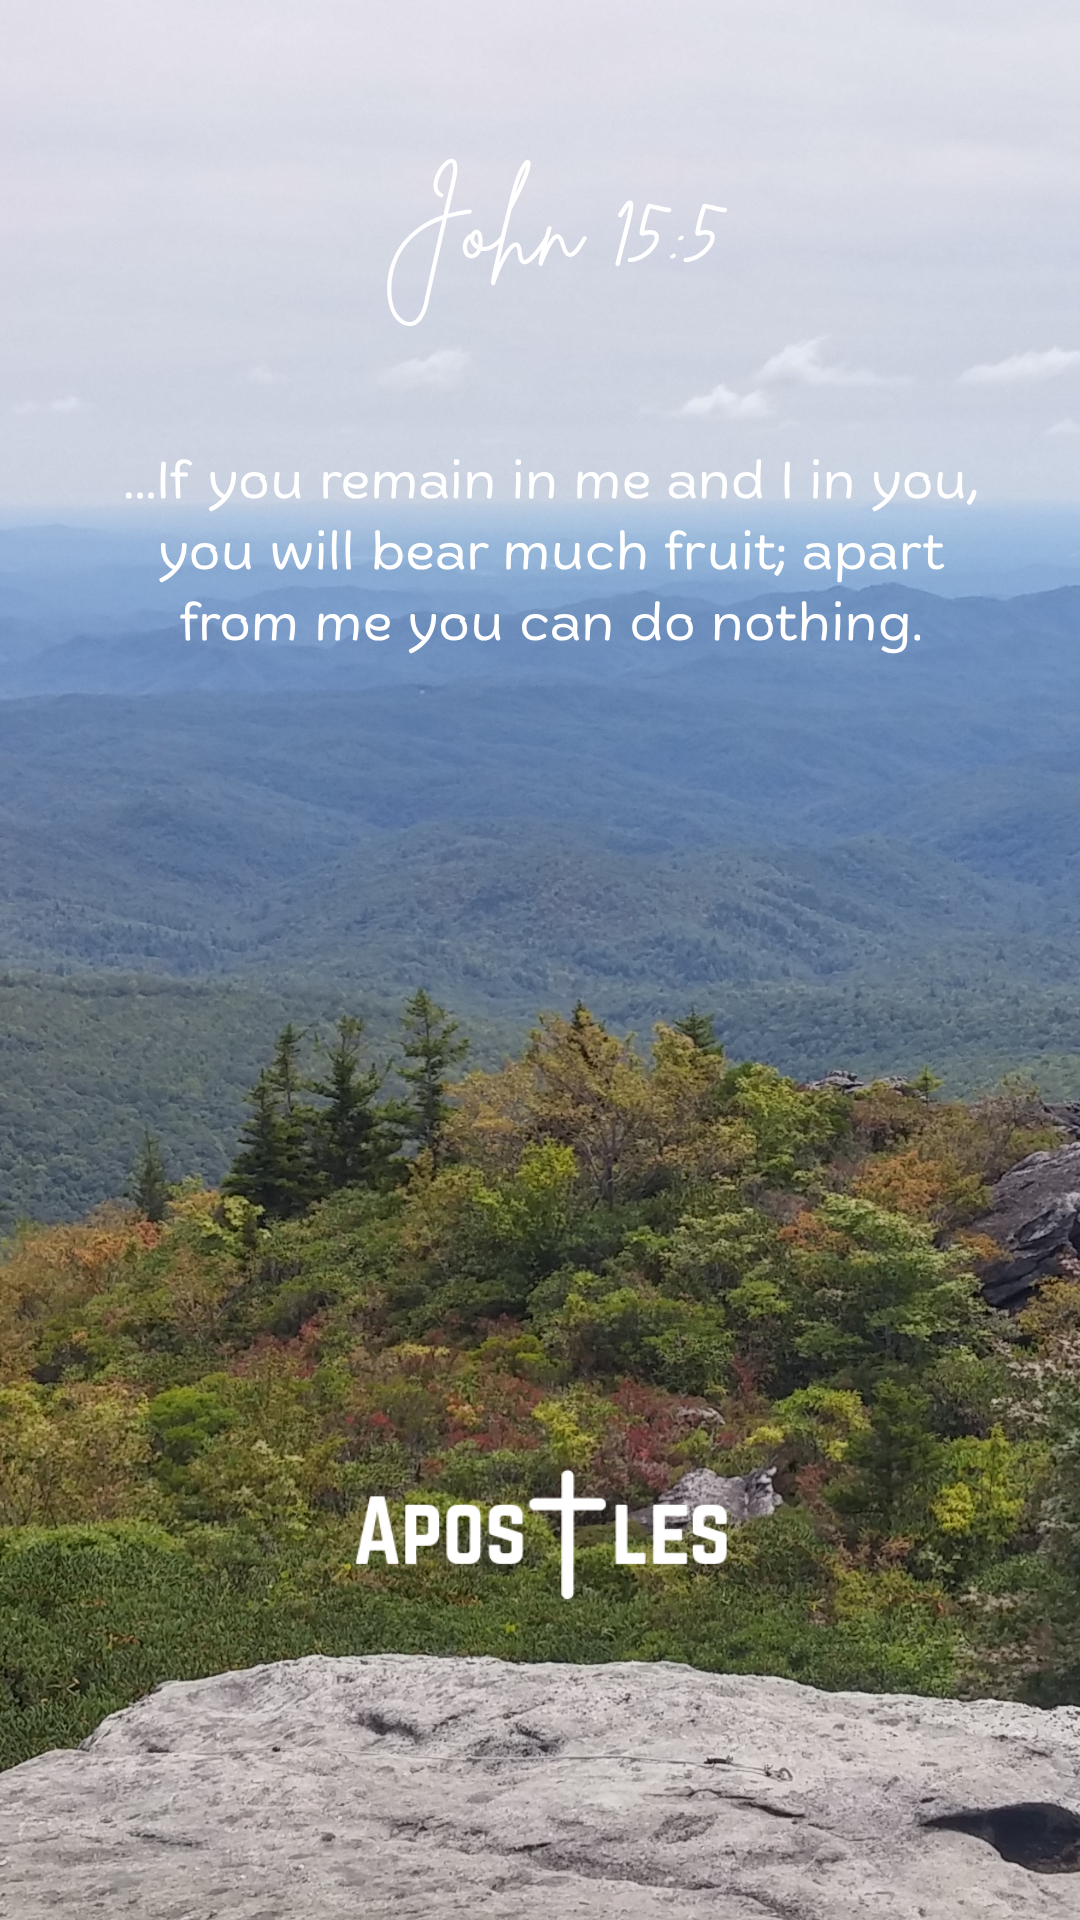 John 15:5
...If you remain in me and I in you,
you will bear much fruit; apart
from me you can do nothing.
APOSTLES